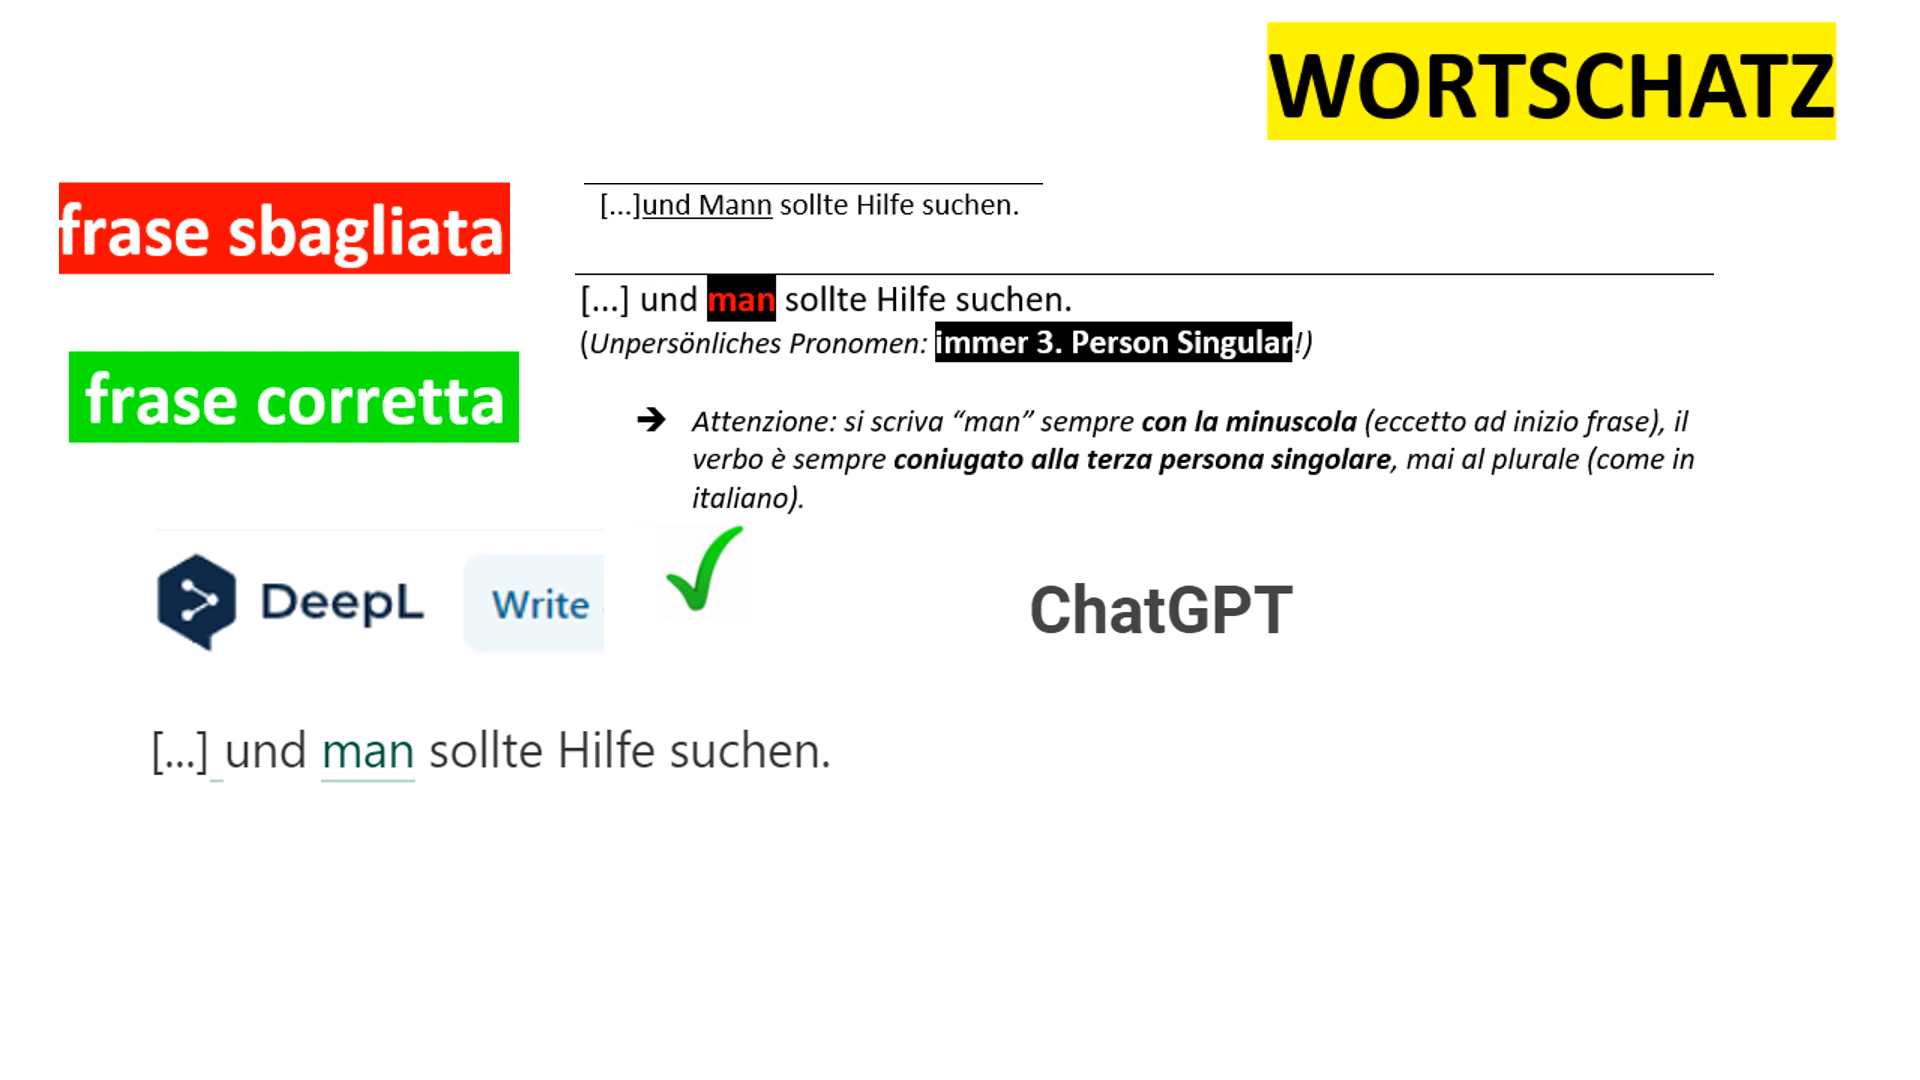 WORTSCHATZ
frase sbagliata
[...]und Mann sollte Hilfe suchen.
frase corretta
[...] und man sollte Hilfe suchen.
(Unpersönliches Pronomen: immer 3. Person Singular!)
➔ Attenzione: si scriva “man” sempre con la minuscola (eccetto ad inizio frase), il
verbo è sempre coniugato alla terza persona singolare, mai al plurale (come in
italiano).
DeepL Write
ChatGPT
[...] und man sollte Hilfe suchen.